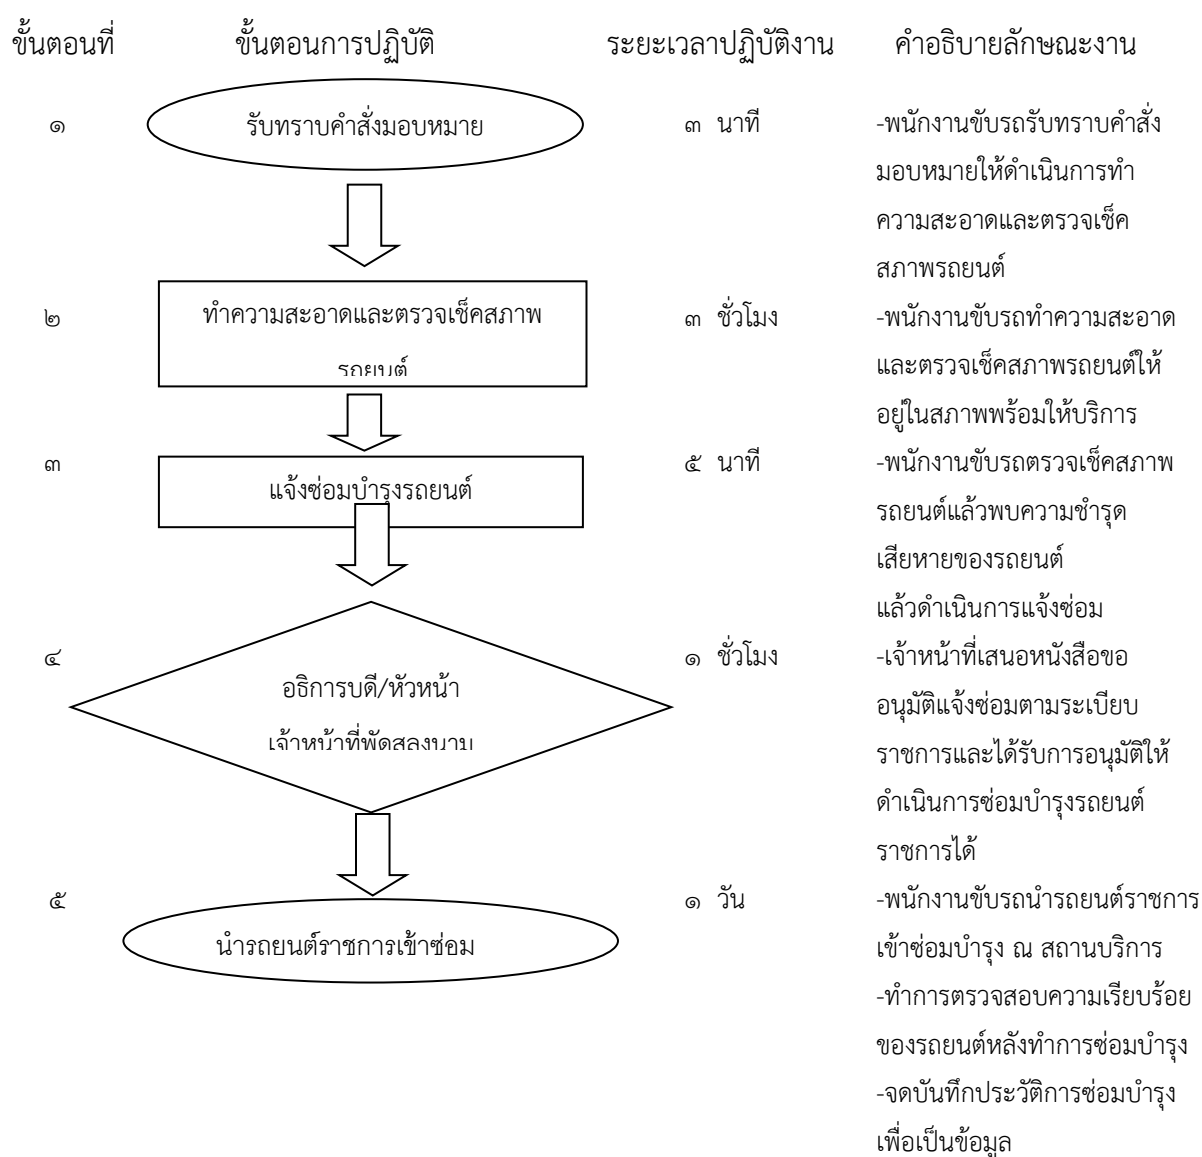 ขั้นตอนที่ ขั้นตอนการปฏิบัติ ระยะเวลาปฏิบัติงาน คำอธิบายลักษณะงาน
๑ รับทราบคำสั่งมอบหมาย ๓ นาที -พนักงานขับรถรับทราบคำสั่ง
มอบหมายให้ดำเนินการทำ
ความสะอาดและตรวจเช็ค
สภาพรถยนต์
๒ ทำความสะอาดและตรวจเช็คสภาพ ๓ ชั่วโมง -พนักงานขับรถทำความสะอาด
รถยนต์ และตรวจเช็คสภาพรถยนต์ให้
อยู่ในสภาพพร้อมให้บริการ
๓ แจ้งซ่อมบำรุงรถยนต์ ๕ นาที -พนักงานขับรถตรวจเช็คสภาพ
รถยนต์แล้วพบความชำรุด
เสียหายของรถยนต์
แล้วดำเนินการแจ้งซ่อม
๔ อธิการบดี/หัวหน้า ๑ ชั่วโมง -เจ้าหน้าที่เสนอหนังสือขอ
เจ้าหน้าที่พัสดุลงนาม อนุมัติแจ้งซ่อมตามระเบียบ
ราชการและได้รับการอนุมัติให้
ดำเนินการซ่อมบำรุงรถยนต์
ราชการได้
๕ นำรถยนต์ราชการเข้าซ่อม ๑ วัน -พนักงานขับรถนำรถยนต์ราชการ
เข้าซ่อมบำรุง ณ สถานบริการ
-ทำการตรวจสอบความเรียบร้อย
ของรถยนต์หลังทำการซ่อมบำรุง
-จดบันทึกประวัติการซ่อมบำรุง
เพื่อเป็นข้อมูล